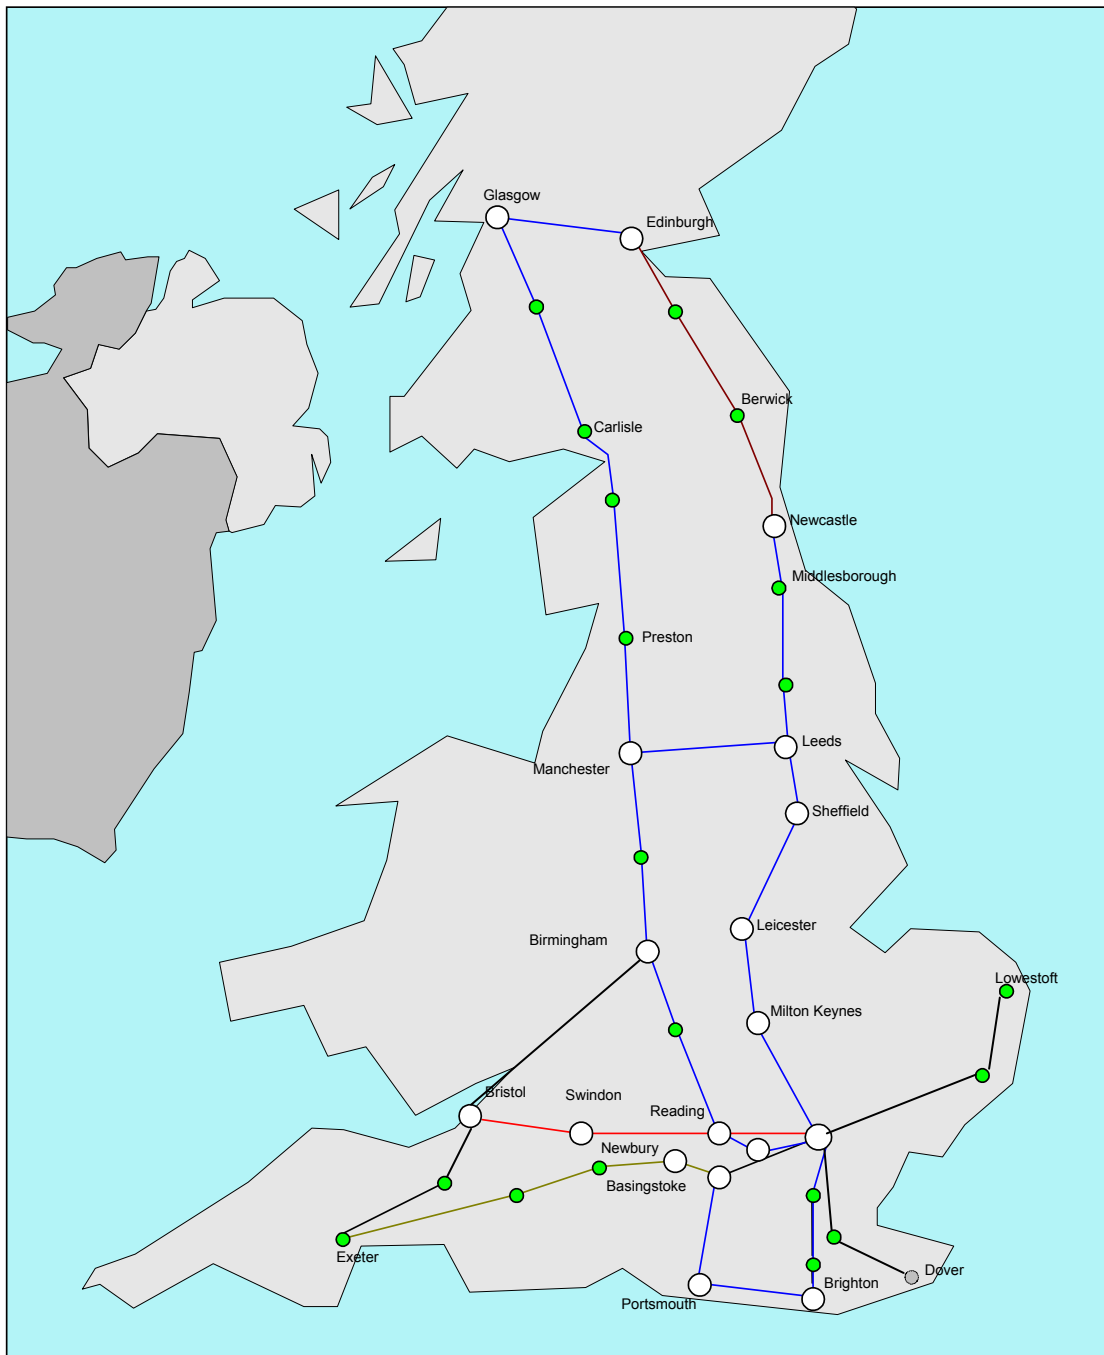 Glasgow
Edinburgh
Berwick
Carlisle
Newcastle
Middlesborough
Preston
Leeds
Manchester
Sheffield
Leicester
Birmingham
Lowestoft
Milton Keynes
Bristol
Swindon
Reading
Newbury
Basingstoke
Exeter
Dover
Brighton
Portsmouth